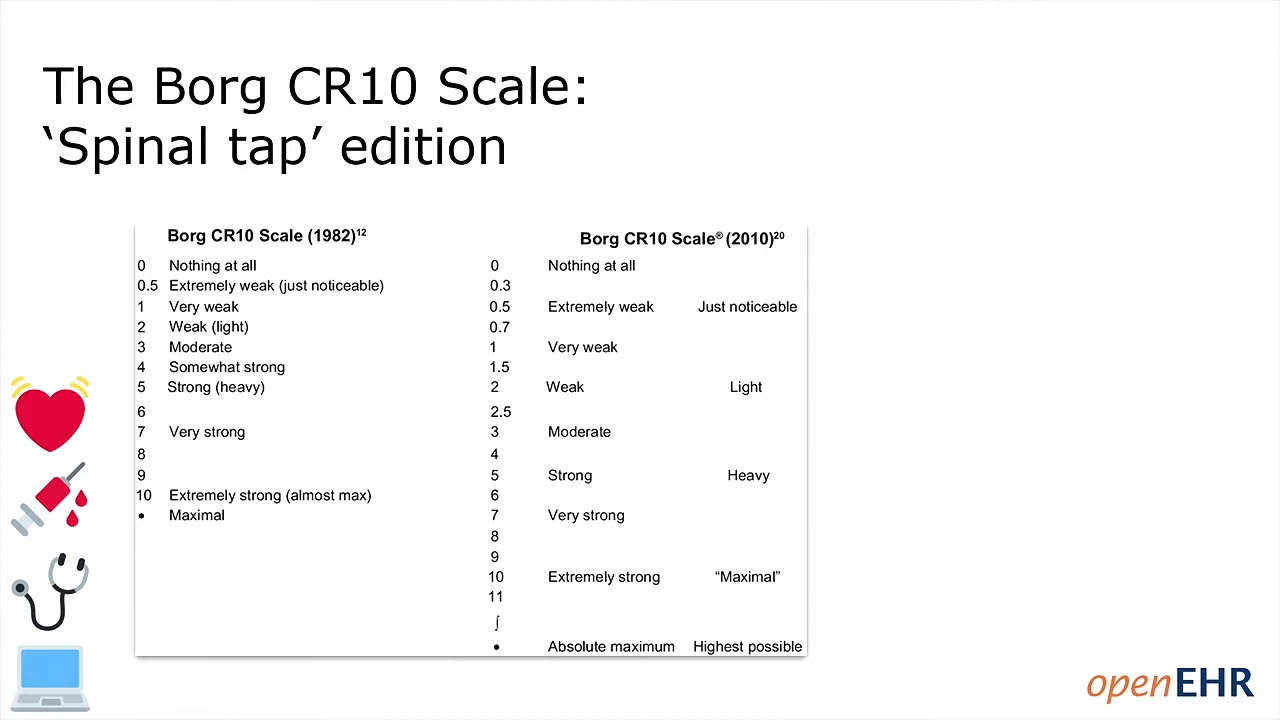 The Borg CR10 Scale:
‘Spinal tap’ edition
Borg CR10 Scale (1982)12
0 Nothing at all
0.5 Extremely weak (just noticeable)
1 Very weak
2 Weak (light)
3 Moderate
4 Somewhat strong
5 Strong (heavy)
6
7 Very strong
8
9
10 Extremely strong (almost max)
• Maximal
Borg CR10 Scale® (2010)20
0 Nothing at all
0.3
0.5 Extremely weak Just noticeable
0.7
1 Very weak
1.5
2 Weak Light
2.5
3 Moderate
4
5 Strong Heavy
6
7 Very strong
8
9
10 Extremely strong “Maximal”
11
∫
• Absolute maximum Highest possible
openEHR